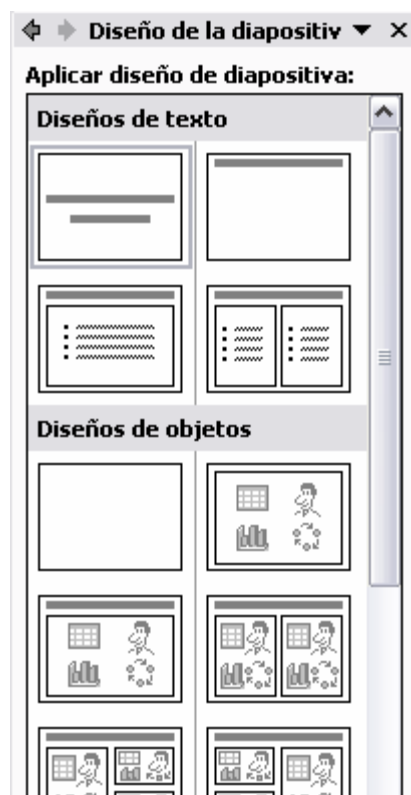 Diseño de la diapositiv
Aplicar diseño de diapositiva:
Diseños de texto
Diseños de objetos